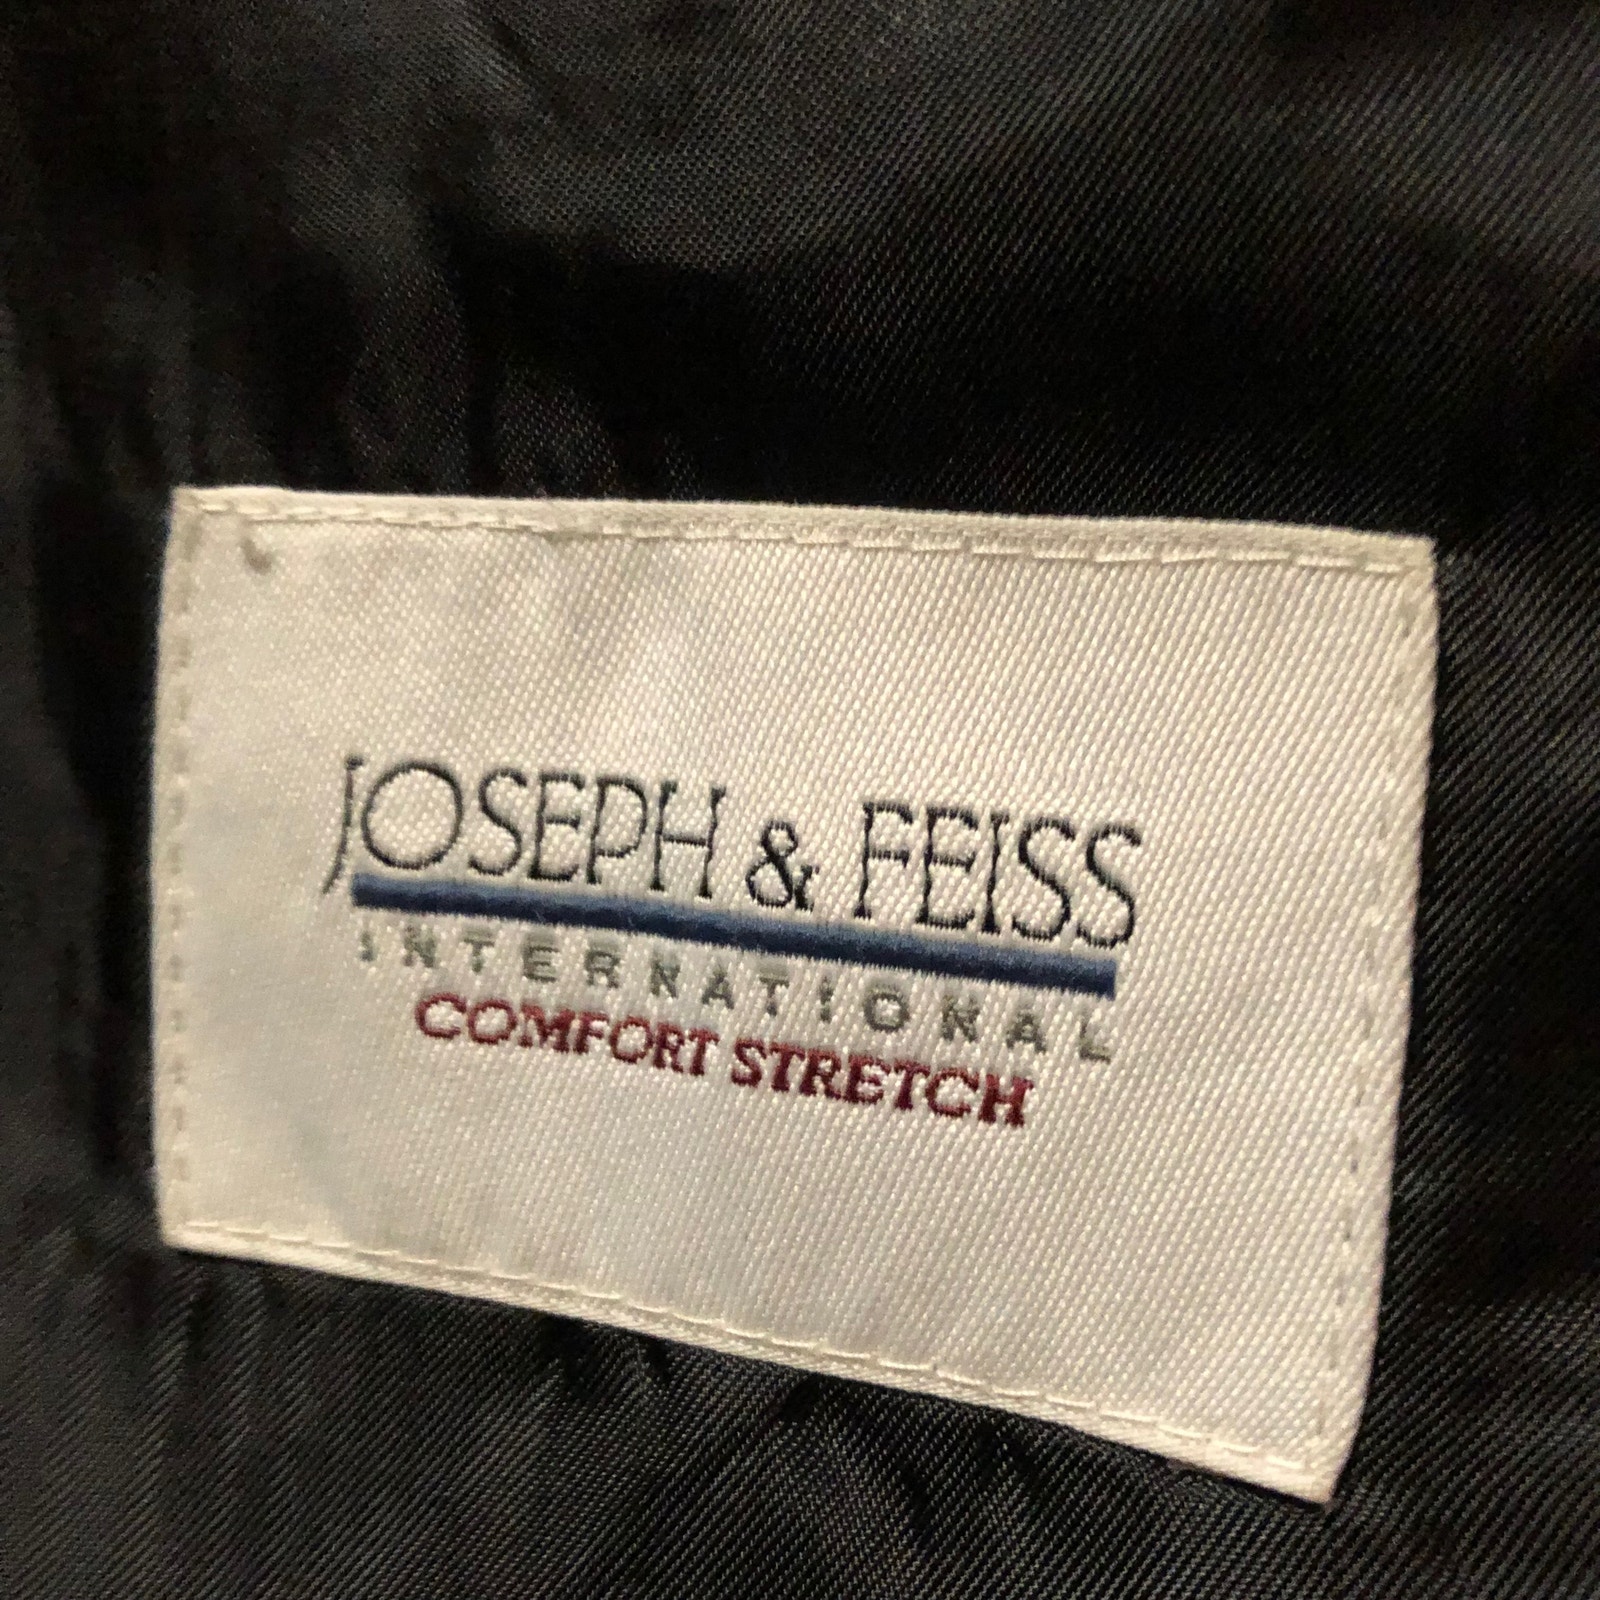 JOSEPH & FEISS
INTERNATIONAL
COMFORT STRETCH